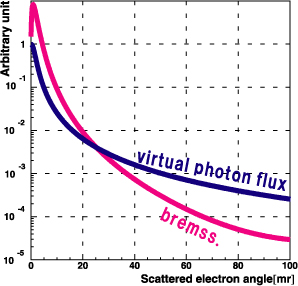 Arbitrary unit
1
10-1
10-2
10-3
10-4
10-5
virtual photon flux
bremss.
0 20 40 60 80 100
Scattered electron angle[mr]